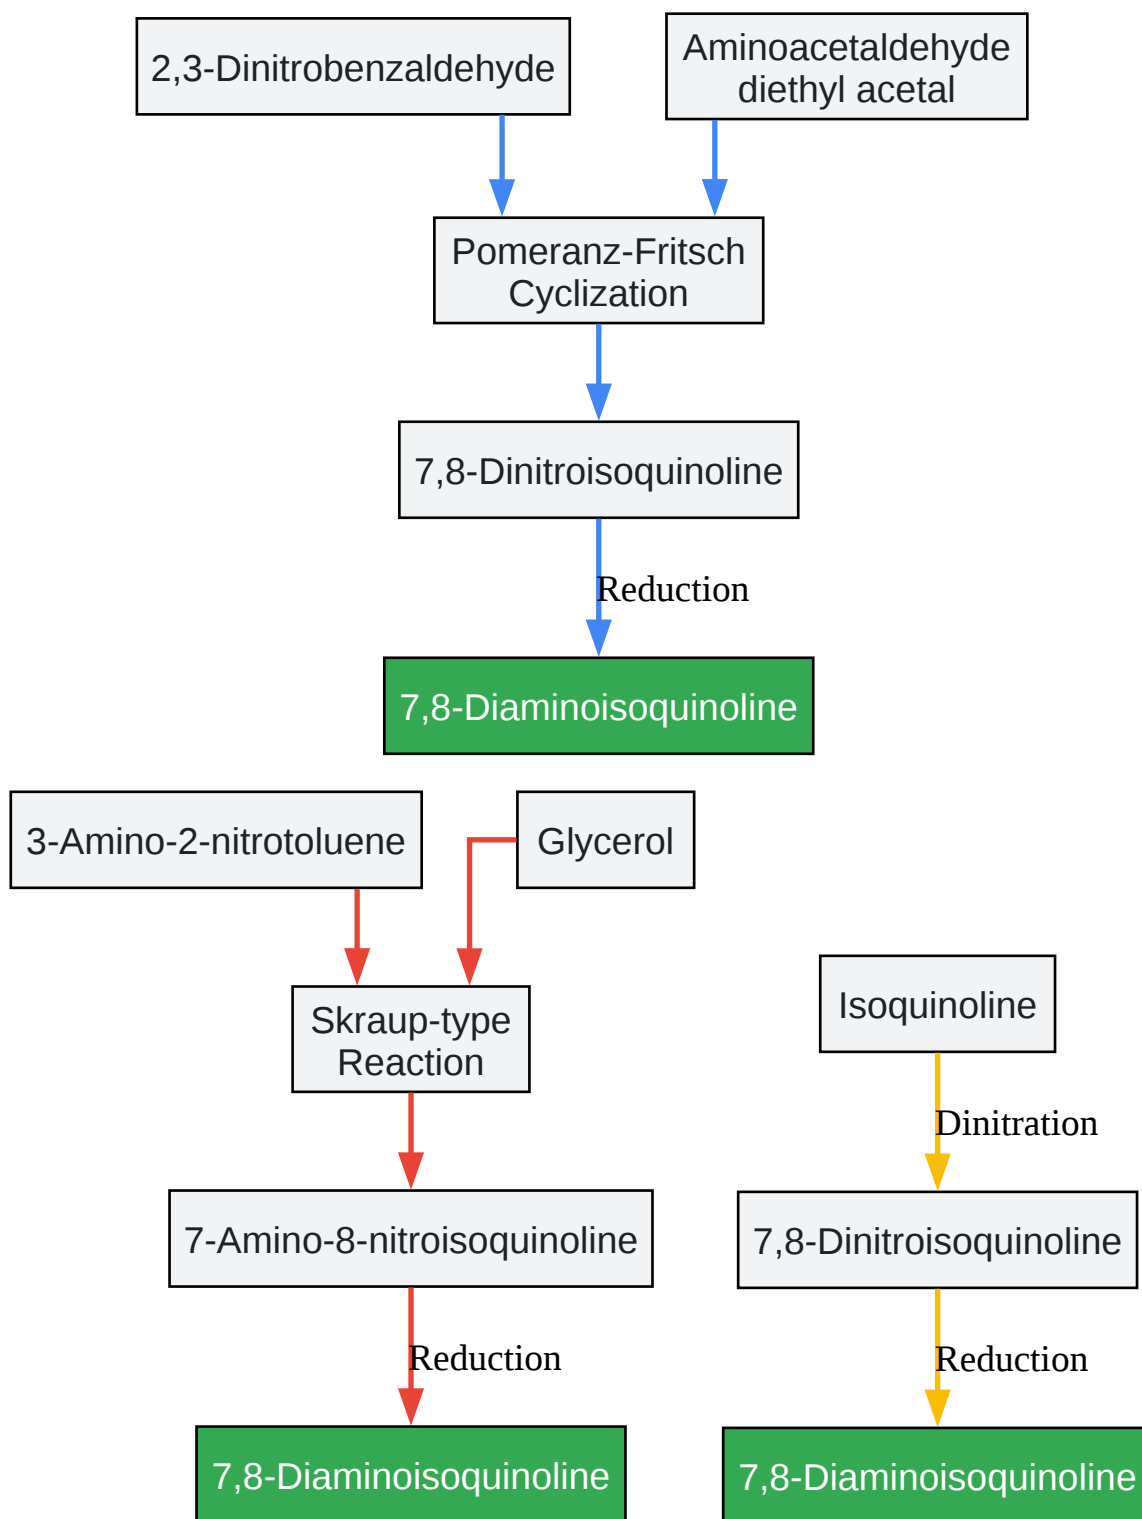 2,3-Dinitrobenzaldehyde
Aminoacetaldehyde
diethyl acetal
Pomeranz-Fritsch
Cyclization
7,8-Dinitroisoquinoline
Reduction
7,8-Diaminoisoquinoline
3-Amino-2-nitrotoluene
Glycerol
Skraup-type
Reaction
7-Amino-8-nitroisoquinoline
Reduction
7,8-Diaminoisoquinoline
Isoquinoline
Dinitration
7,8-Dinitroisoquinoline
Reduction
7,8-Diaminoisoquinoline